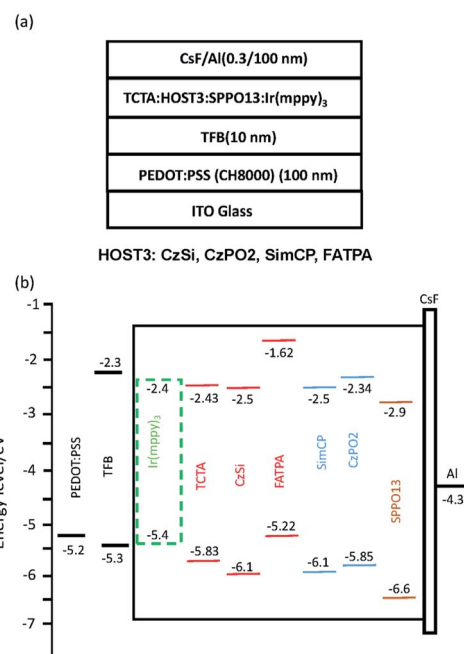 (a)
CsF/Al(0.3/100 nm)
TCTA:HOST3:SPPO13:Ir(mppy)3
TFB(10 nm)
PEDOT:PSS (CH8000) (100 nm)
ITO Glass
HOST3: CzSi, CzPO2, SimCP, FATPA
(b)
CsF
-1
-2
-3
-4
-5
-6
-7
PEDOT:PSS
-5.2
TFB
-2.3
-5.3
Ir(mppy)3
-2.4
-5.4
TCTA
-2.43
-5.83
CzSi
-2.5
-6.1
FATPA
-1.62
-5.22
SimCP
-2.5
-6.1
CzPO2
-2.34
-5.85
SPPO13
-2.9
-6.6
Al
-4.3